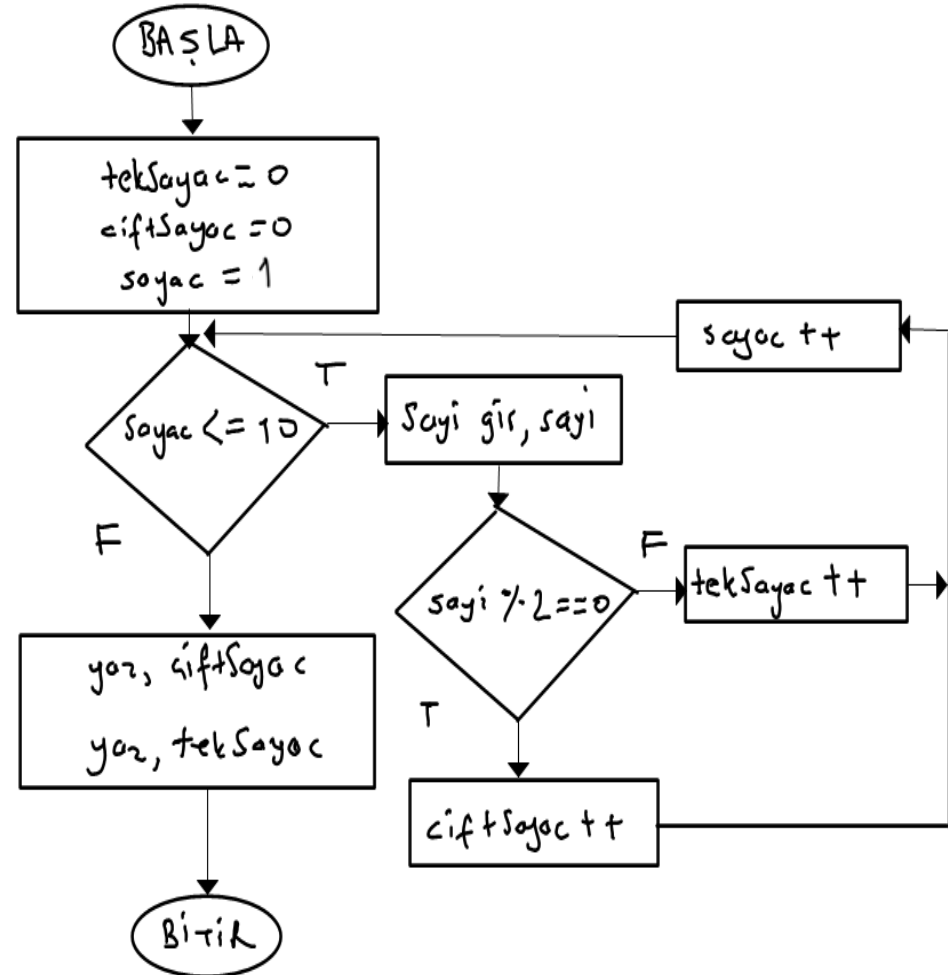 BAŞLA
tekSayac = 0
ciftSayac = 0
sayac = 1
sayac ++
T
sayac <= 10
Sayi gir, sayi
F
F
sayi % 2 == 0
tekSayac ++
yaz, çiftSayac
T
yaz, tekSayac
ciftSayac ++
BİTİR